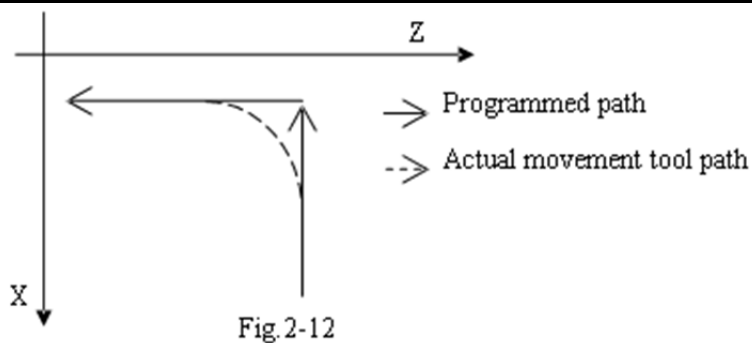 Z
Programmed path
Actual movement tool path
X
Fig.2-12